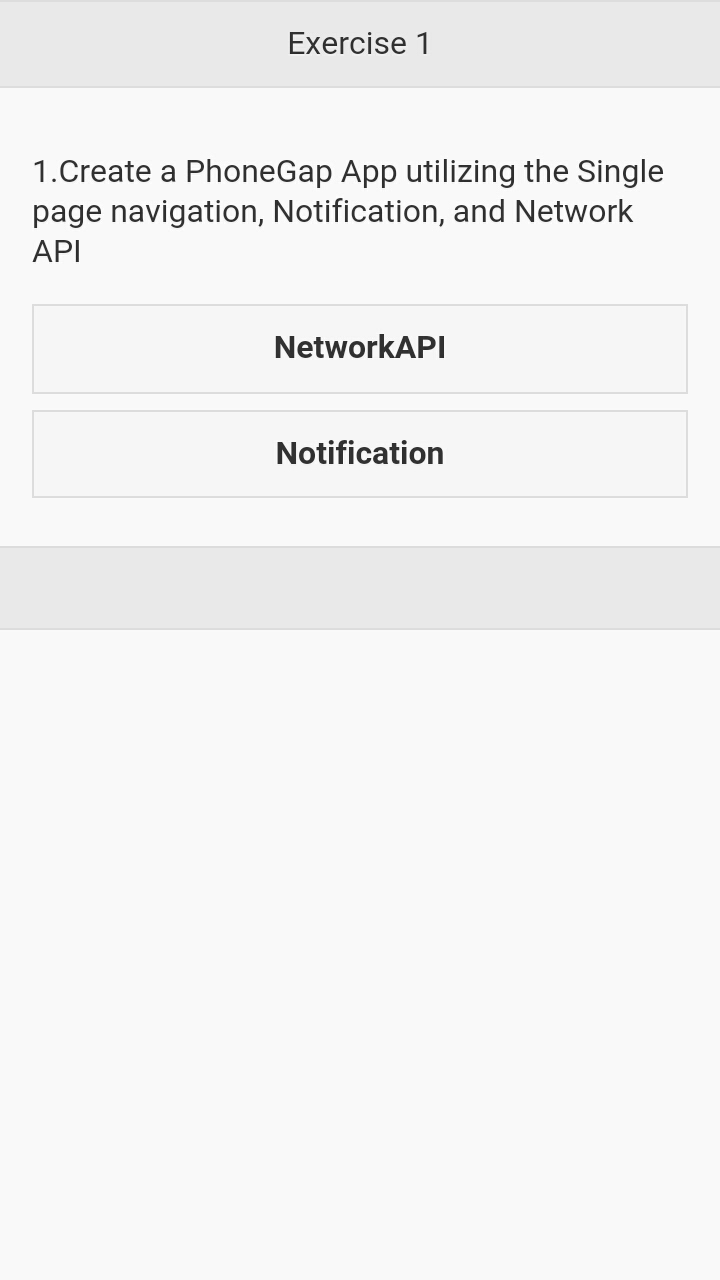 Exercise 1
1.Create a PhoneGap App utilizing the Single
page navigation, Notification, and Network
API
NetworkAPI
Notification